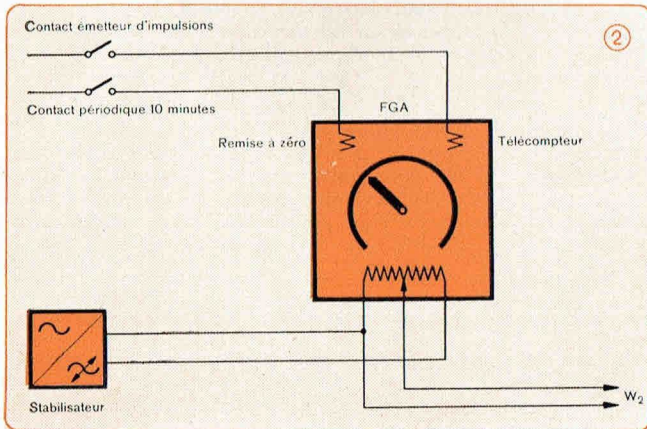 Contact émetteur d'impulsions
2
Contact périodique 10 minutes
FGA
Remise à zéro
Télécompteur
Stabilisateur
W2